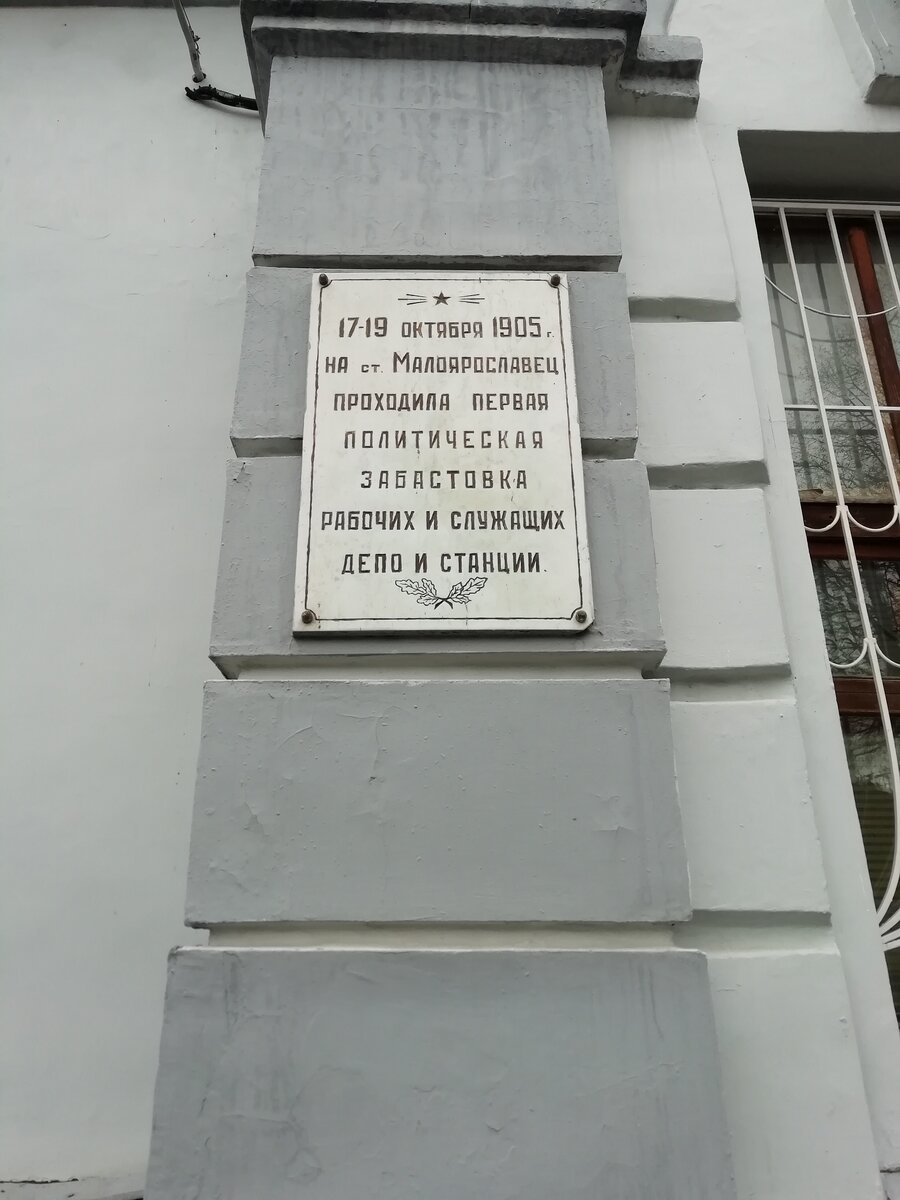 17-19 октября 1905 г.
на ст. Малоярославец
проходила первая
политическая
забастовка
рабочих и служащих
депо и станции.